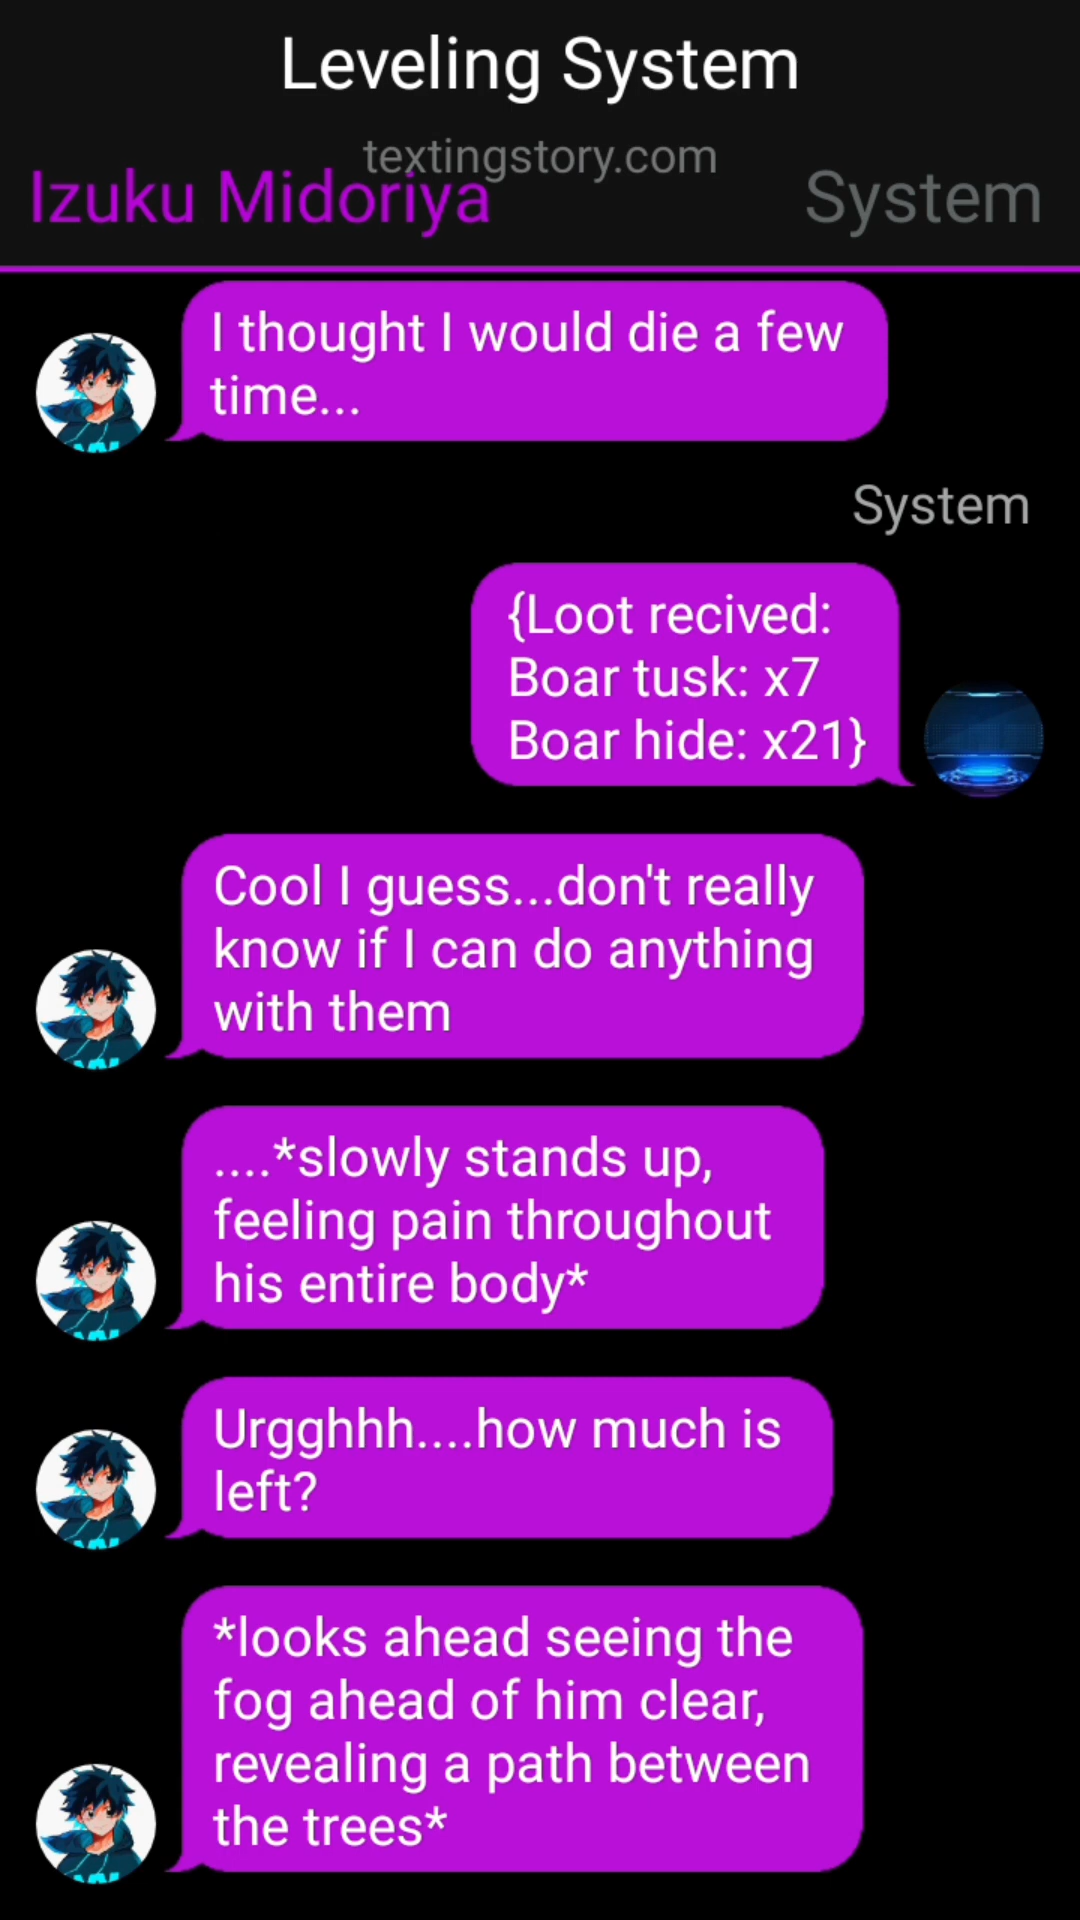 Leveling System
textingstory.com
Izuku Midoriya
System
I thought I would die a few
time...
System
{Loot recived:
Boar tusk: x7
Boar hide: x21}
Cool I guess...don't really
know if I can do anything
with them
....*slowly stands up,
feeling pain throughout
his entire body*
Urgghhh....how much is
left?
*looks ahead seeing the
fog ahead of him clear,
revealing a path between
the trees*